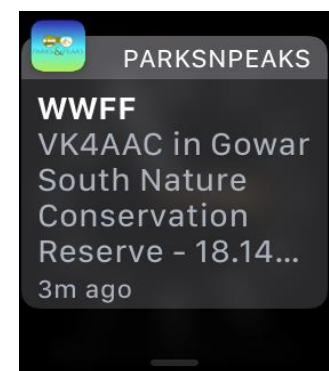 PARKSNPEAKS
WWFF
VK4AAC in Gowar
South Nature
Conservation
Reserve - 18.14...
3m ago